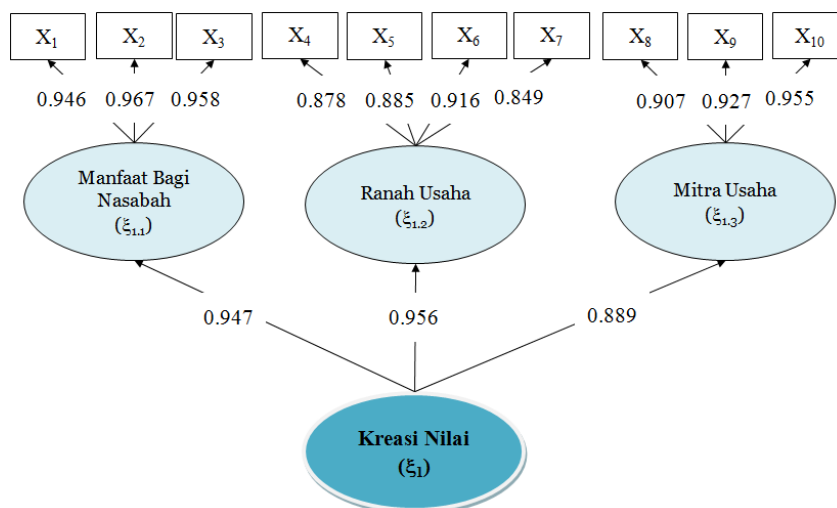 X₁ X₂ X₃ X₄ X₅ X₆ X₇ X₈ X₉ X₁₀
0.946 0.967 0.958 0.878 0.885 0.916 0.849 0.907 0.927 0.955
Manfaat Bagi
Nasabah
(ξ₁.₁)
Ranah Usaha
(ξ₁.₂)
Mitra Usaha
(ξ₁.₃)
0.947 0.956 0.889
Kreasi Nilai
(ξ₁)